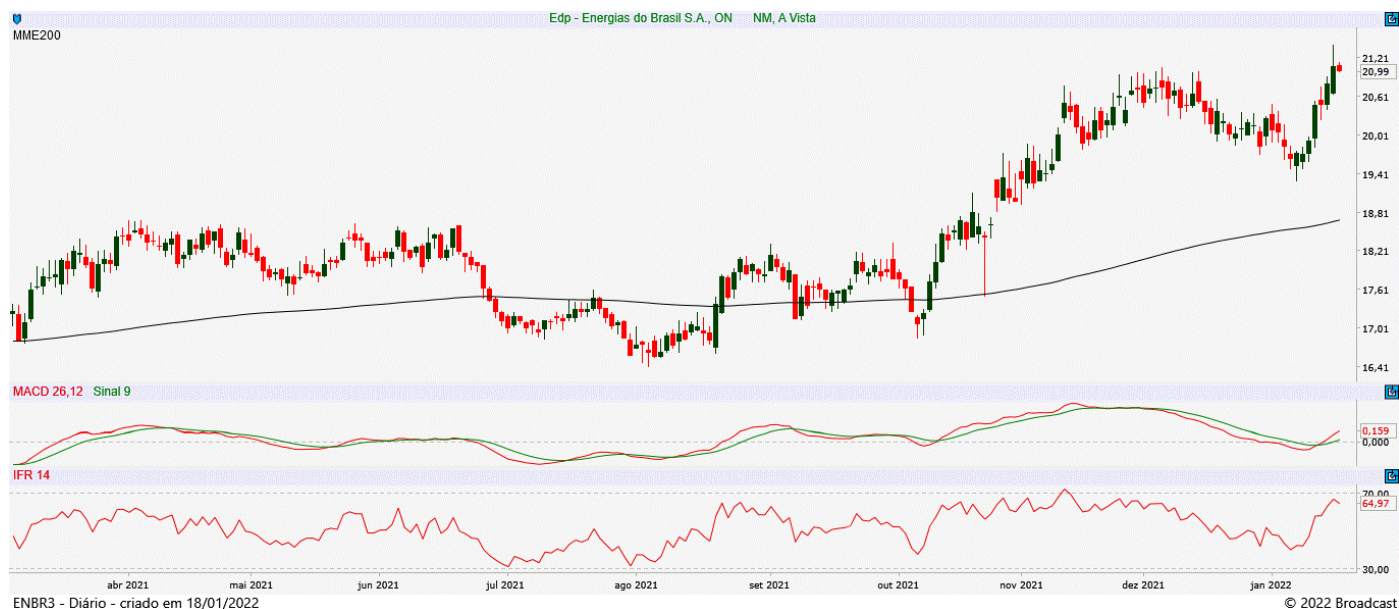 Edp - Energias do Brasil S.A., ON NM, A Vista
MME200
21,21
20,99
20,61
20,01
19,41
18,81
18,21
17,61
17,01
16,41
MACD 26,12 Sinal 9
0,159
0,000
IFR 14
70,00
64,97
30,00
abr 2021 mai 2021 jun 2021 jul 2021 ago 2021 set 2021 out 2021 nov 2021 dez 2021 jan 2022
ENBR3 - Diário - criado em 18/01/2022 © 2022 Broadcast